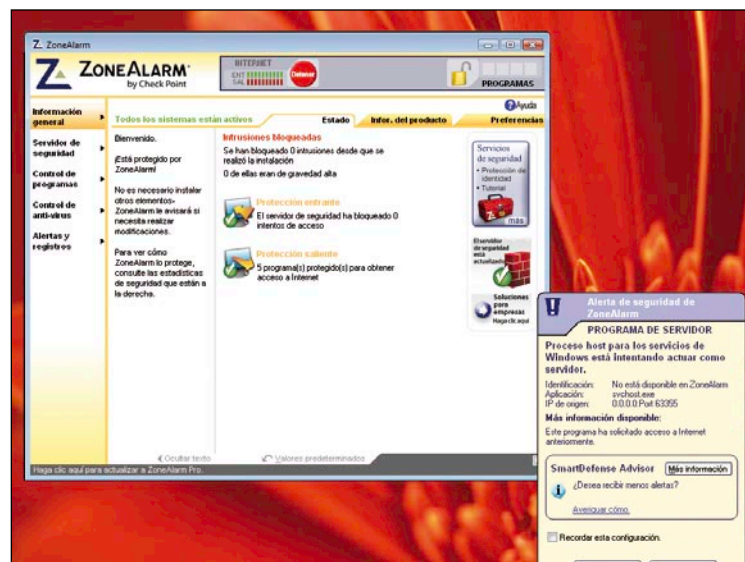 ZoneAlarm
ZONEALARM
by Check Point
INTERNET
ENT
SAL
Detener
PROGRAMAS
Ayuda
Información
general
Servidor de
seguridad
Control de
programas
Control de
anti-virus
Alertas y
registros
Todos los sistemas están activos
Estado
Infor. del producto
Preferencias
Bienvenido.
¡Está protegido por
ZoneAlarm!
No es necesario instalar
otros elementos-
ZoneAlarm le avisará si
necesita realizar
modificaciones.
Para ver cómo
ZoneAlarm lo protege,
consulte las estadísticas
de seguridad que están a
la derecha.
Intrusiones bloqueadas
Se han bloqueado 0 intrusiones desde que se
realizó la instalación
0 de ellas eran de gravedad alta
Protección entrante
El servidor de seguridad ha bloqueado 0
intentos de acceso
Protección saliente
5 programa(s) protegido(s) para obtener
acceso a Internet
Servicios
de seguridad
• Protección de
identidad
• Tutorial
más
El servidor
de seguridad
está
actualizado
Soluciones
para
empresas
Haga clic aquí
Ocultar texto
Valores predeterminados
Haga clic aquí para actualizar a ZoneAlarm Pro.
Alerta de seguridad de
ZoneAlarm
PROGRAMA DE SERVIDOR
Proceso host para los servicios de
Windows está intentando actuar como
servidor.
Identificación: No está disponible en ZoneAlarm
Aplicación: svchost.exe
IP de origen: 0.0.0.0:Port 63355
Más información disponible:
Este programa ha solicitado acceso a Internet
anteriormente.
SmartDefense Advisor
Más información
¿Desea recibir menos alertas?
Averiguar cómo.
Recordar esta configuración.